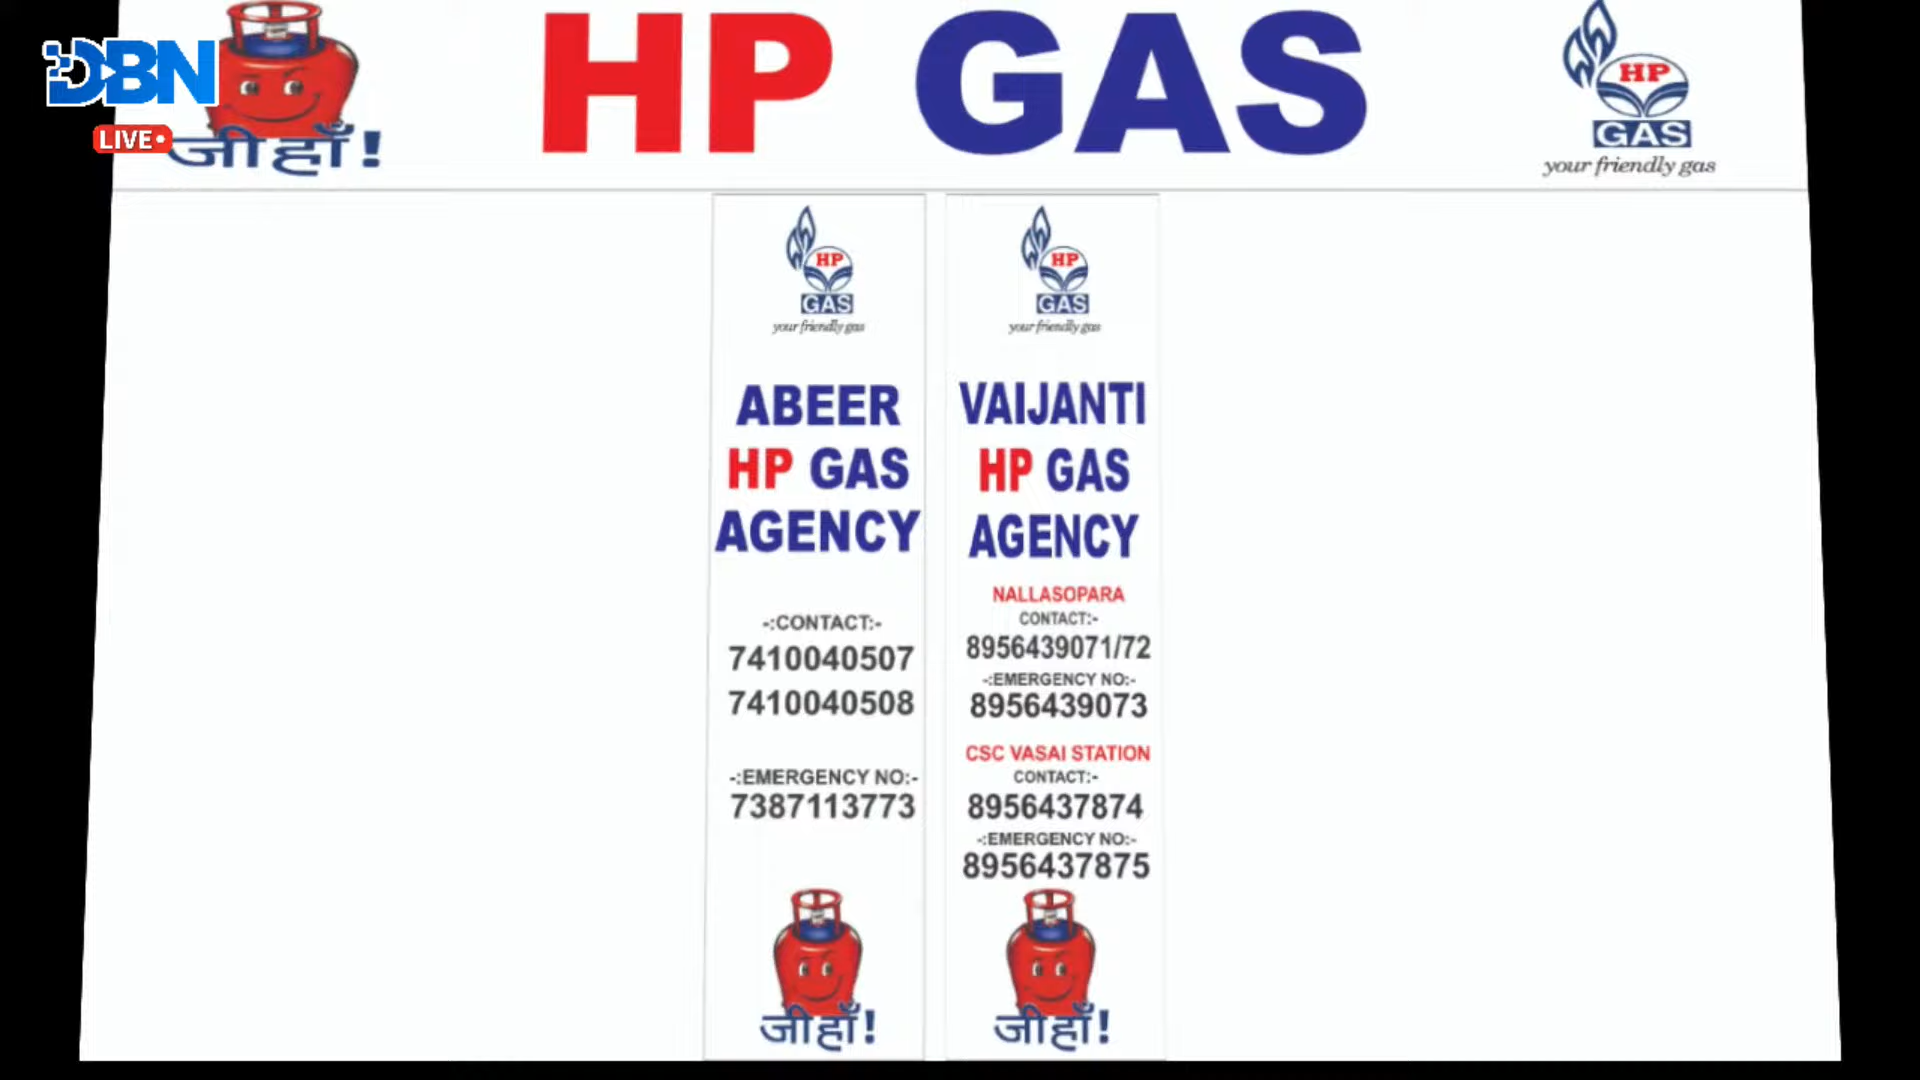 DBN
LIVE
जी हाँ!
HP GAS
HP
GAS
your friendly gas
HP
GAS
your friendly gas
ABEER
HP GAS
AGENCY
-:CONTACT:-
7410040507
7410040508
-:EMERGENCY NO:-
7387113773
जी हाँ!
HP
GAS
your friendly gas
VAIJANTI
HP GAS
AGENCY
NALLASOPARA
CONTACT:-
8956439071/72
-:EMERGENCY NO:-
8956439073
CSC VASAI STATION
CONTACT:-
8956437874
-:EMERGENCY NO:-
8956437875
जी हाँ!